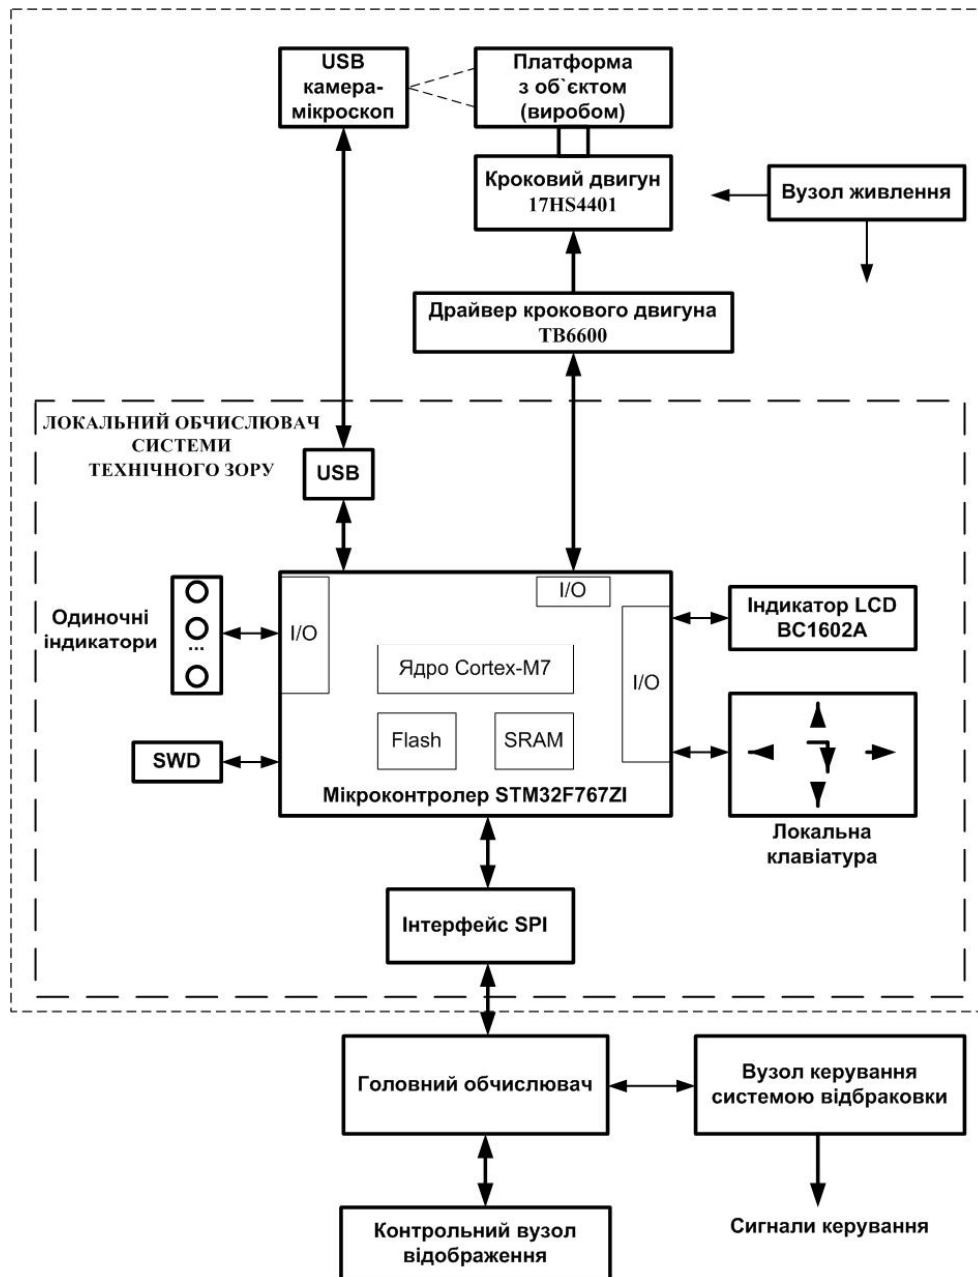 USB
камера-
мікроскоп
Платформа
з об`єктом
(виробом)
Кроковий двигун
17HS4401
Вузол живлення
Драйвер крокового двигуна
TB6600
ЛОКАЛЬНИЙ ОБЧИСЛЮВАЧ
СИСТЕМИ
ТЕХНІЧНОГО ЗОРУ
USB
Одиночні
індикатори
...
I/O
I/O
I/O
Індикатор LCD
BC1602A
Ядро Cortex-M7
Flash
SRAM
SWD
Мікроконтролер STM32F767ZI
Локальна
клавіатура
Інтерфейс SPI
Головний обчислювач
Вузол керування
системою відбраковки
Контрольний вузол
відображення
Сигнали керування